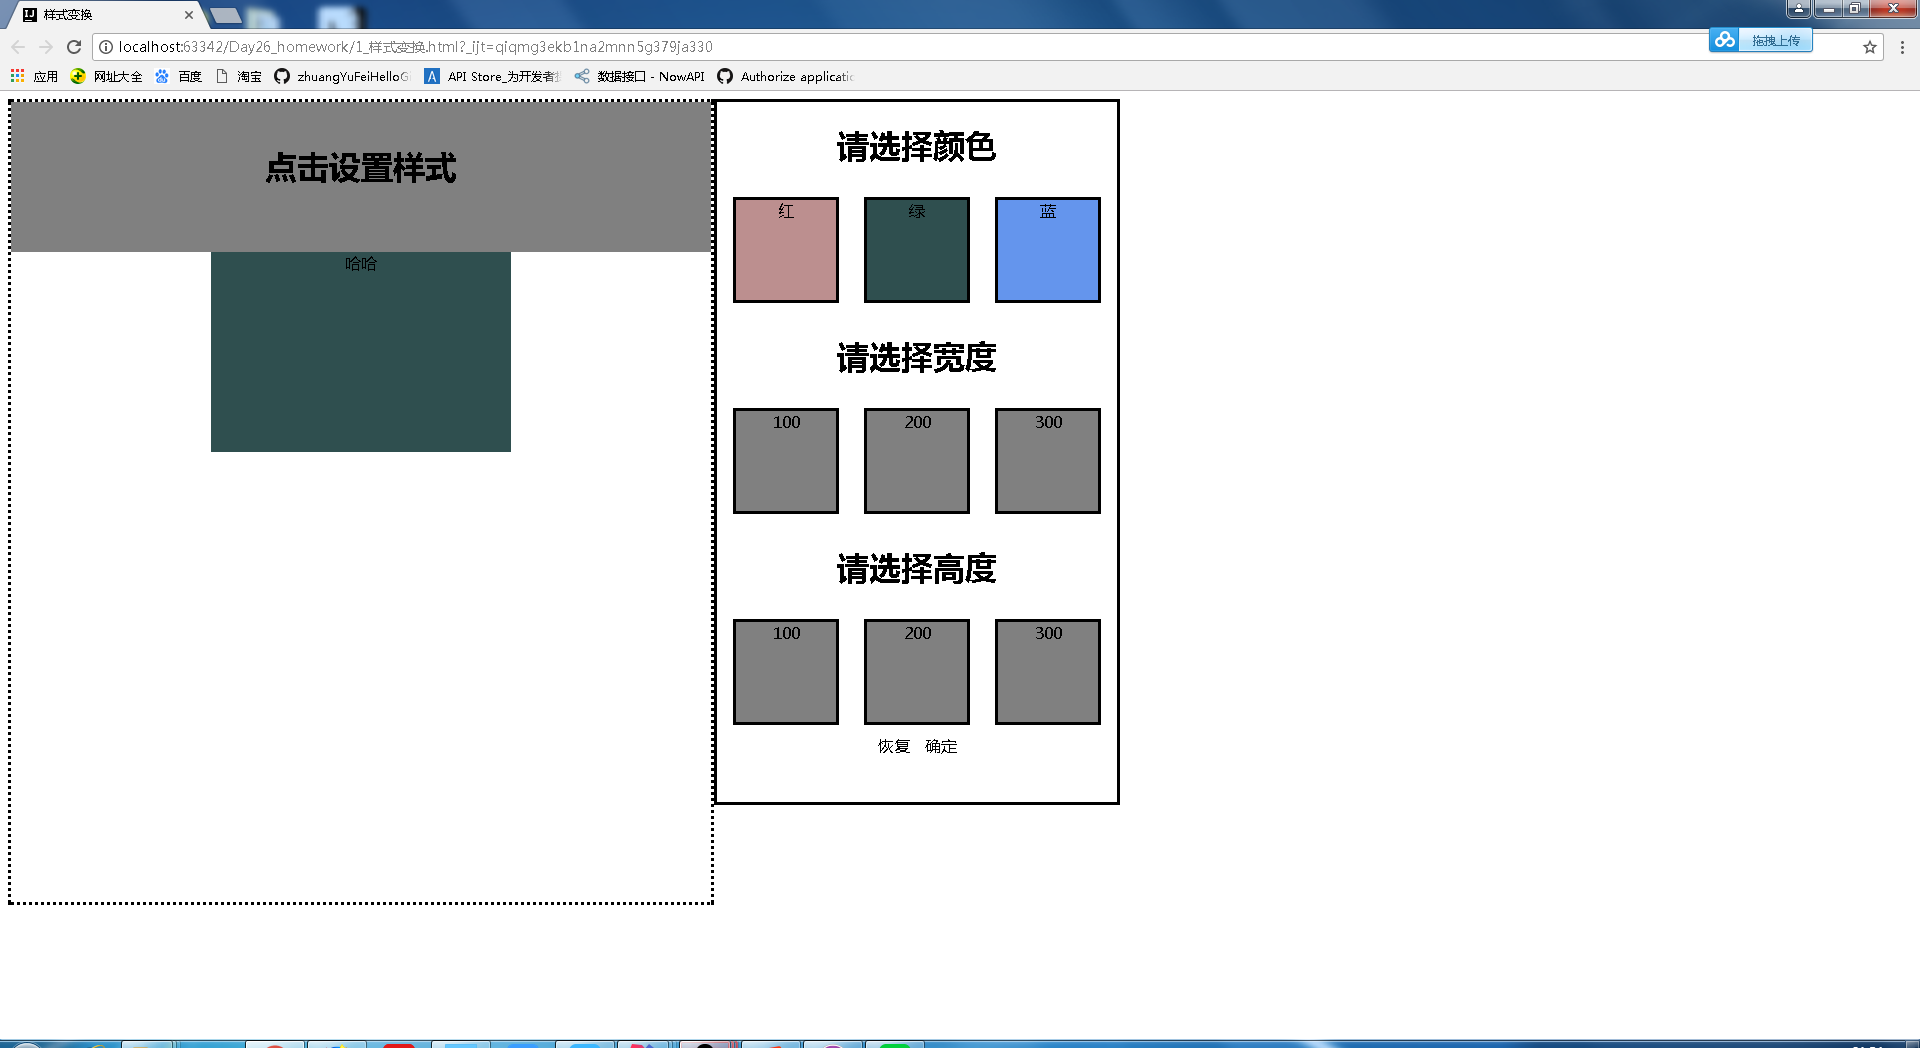 样式变换
localhost:63342/Day26_homework/1_样式变换.html?_ijt=qiqmg3ekb1na2mnn5g379ja330
拖拽上传
应用 网址大全 百度 淘宝 zhuangYuFeiHelloG API Store_为开发者 数据接口 - NowAPI Authorize applicatic
点击设置样式
哈哈
请选择颜色
红 绿 蓝
请选择宽度
100 200 300
请选择高度
100 200 300
恢复 确定